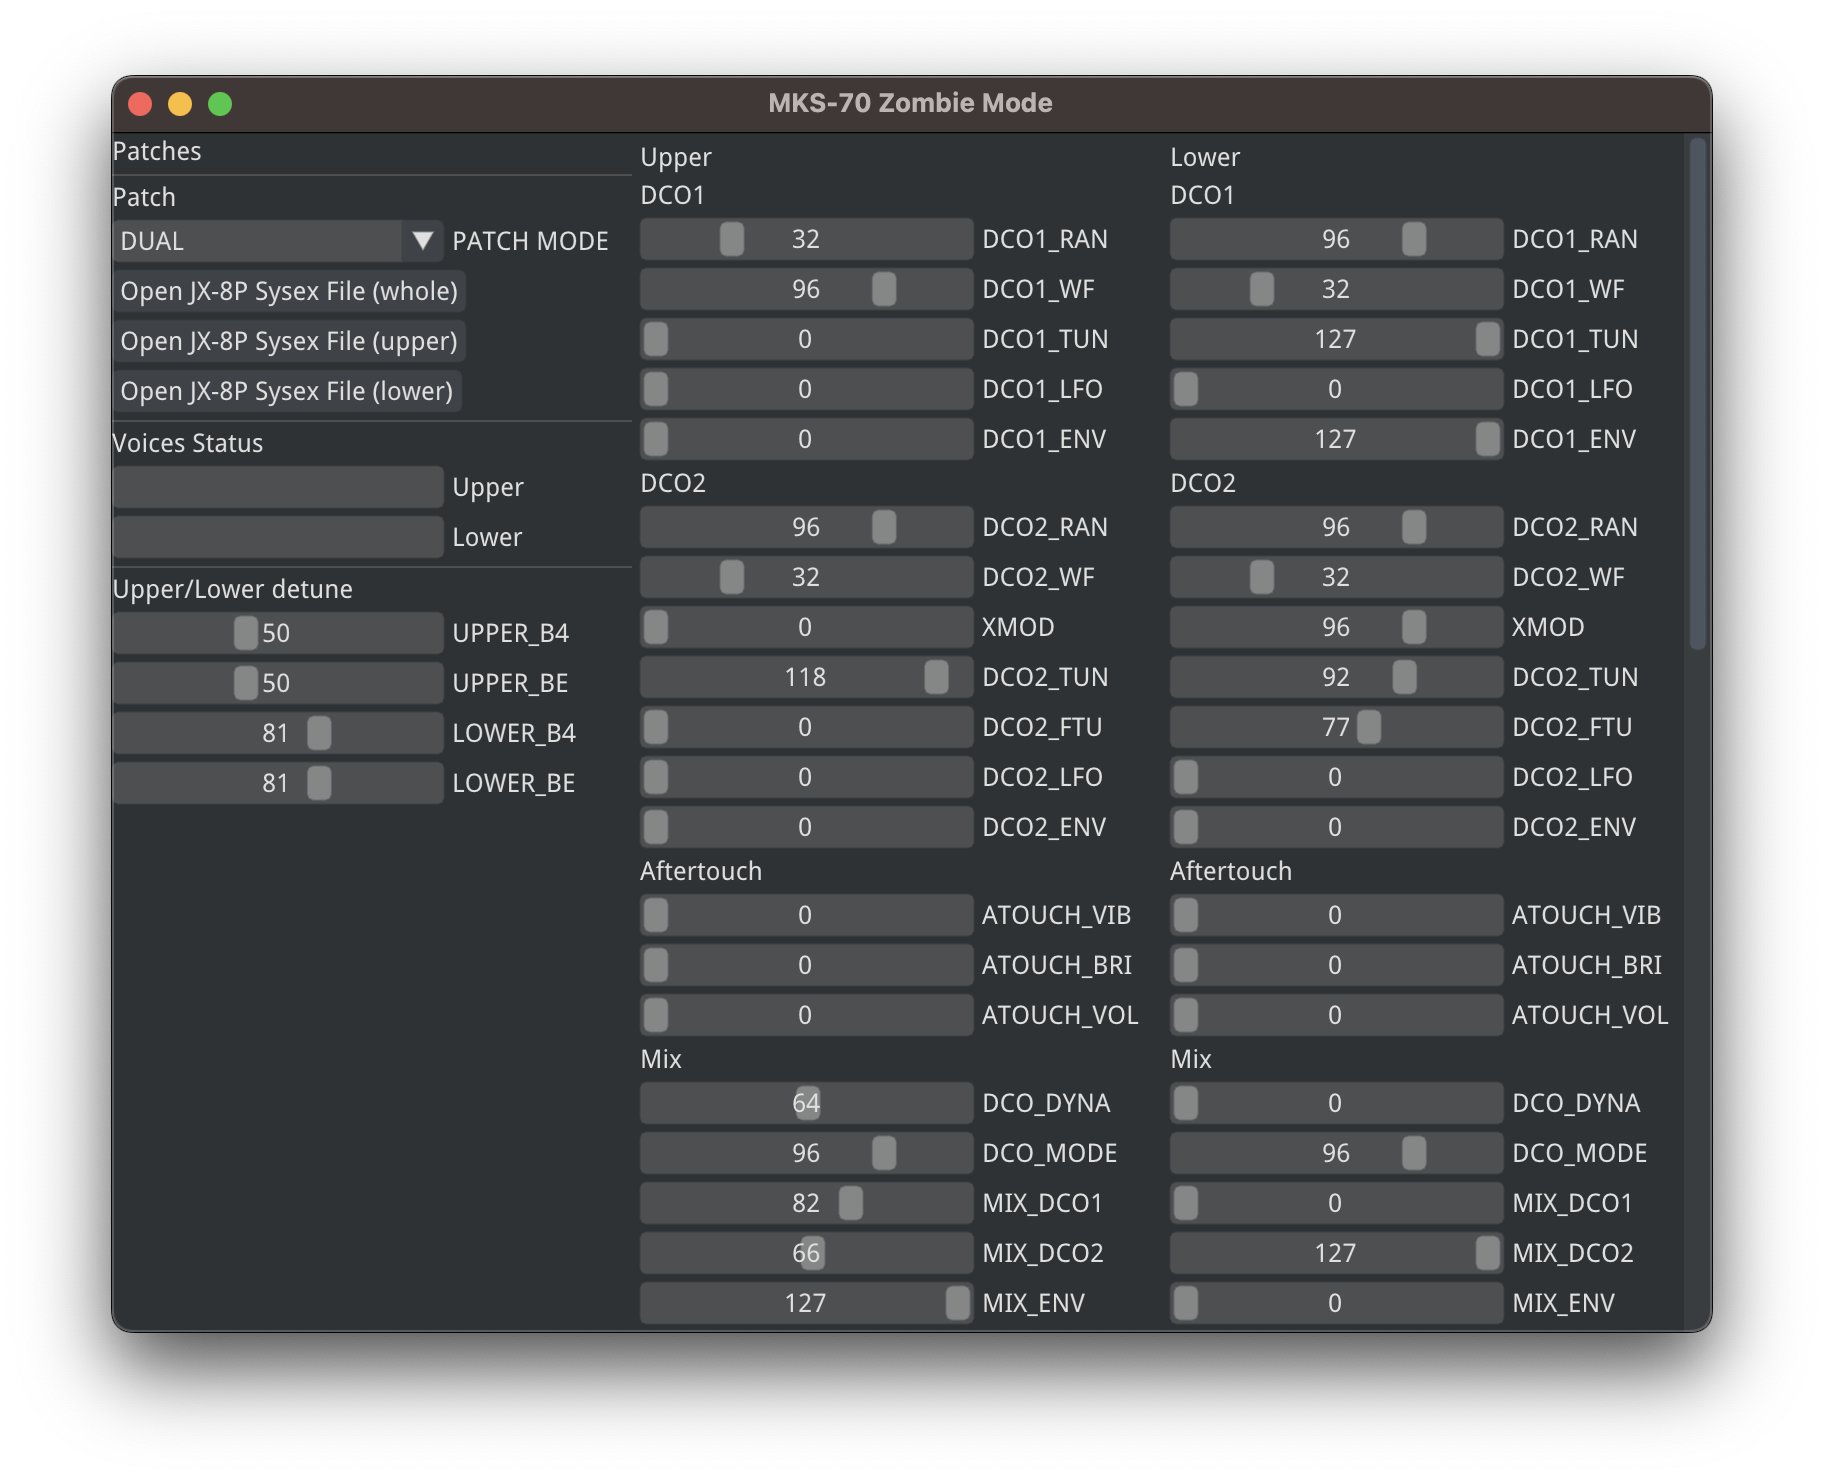 MKS-70 Zombie Mode
Patches
Patch
DUAL PATCH MODE
Open JX-8P Sysex File (whole)
Open JX-8P Sysex File (upper)
Open JX-8P Sysex File (lower)
Voices Status
Upper
Lower
Upper/Lower detune
50 UPPER_B4
50 UPPER_BE
81 LOWER_B4
81 LOWER_BE
Upper
DCO1
32 DCO1_RAN
96 DCO1_WF
0 DCO1_TUN
0 DCO1_LFO
0 DCO1_ENV
DCO2
96 DCO2_RAN
32 DCO2_WF
0 XMOD
118 DCO2_TUN
0 DCO2_FTU
0 DCO2_LFO
0 DCO2_ENV
Aftertouch
0 ATOUCH_VIB
0 ATOUCH_BRI
0 ATOUCH_VOL
Mix
64 DCO_DYNA
96 DCO_MODE
82 MIX_DCO1
66 MIX_DCO2
127 MIX_ENV
Lower
DCO1
96 DCO1_RAN
32 DCO1_WF
127 DCO1_TUN
0 DCO1_LFO
127 DCO1_ENV
DCO2
96 DCO2_RAN
32 DCO2_WF
96 XMOD
92 DCO2_TUN
77 DCO2_FTU
0 DCO2_LFO
0 DCO2_ENV
Aftertouch
0 ATOUCH_VIB
0 ATOUCH_BRI
0 ATOUCH_VOL
Mix
0 DCO_DYNA
96 DCO_MODE
0 MIX_DCO1
127 MIX_DCO2
0 MIX_ENV